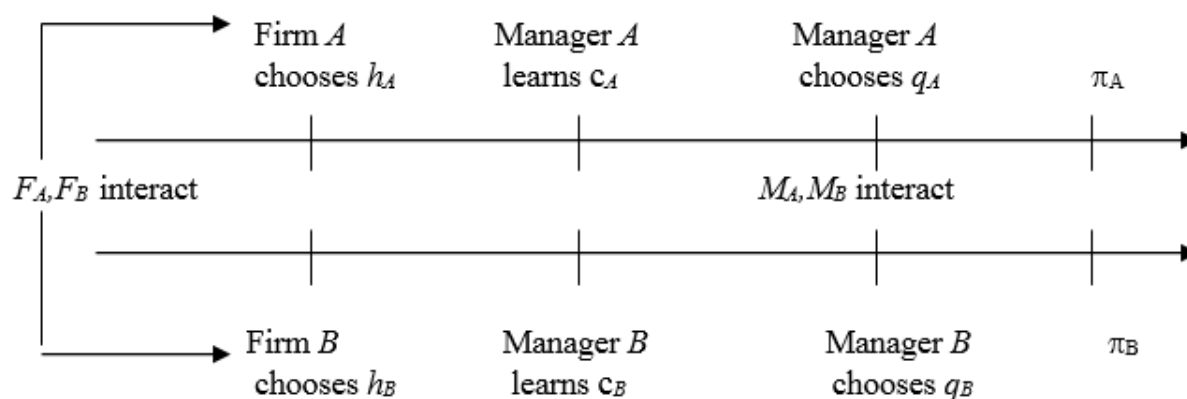 Firm A Manager A Manager A
chooses hA learns cA chooses qA πA
FA,FB interact MA,MB interact
Firm B Manager B Manager B πB
chooses hB learns cB chooses qB